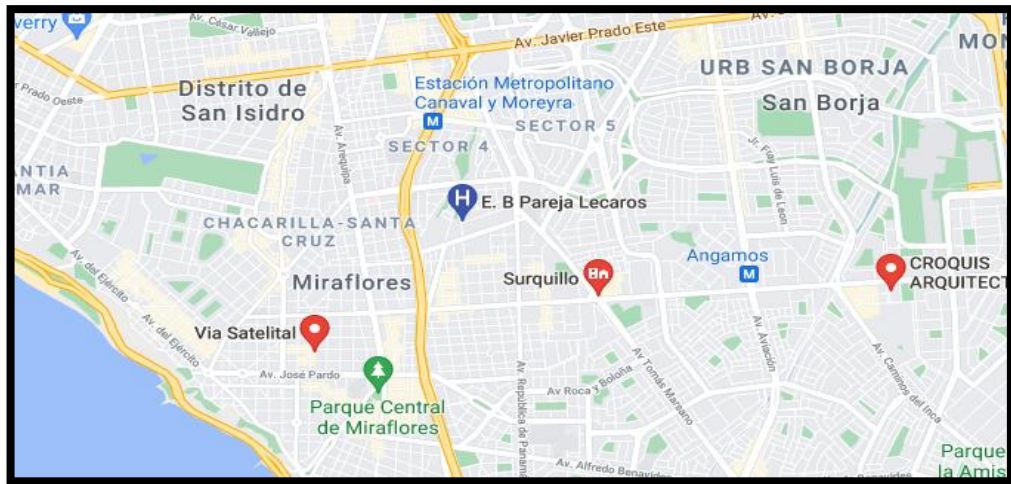 verry
Av. César Vallejo
Av. Javier Prado Este
MO
Prado Oeste
Distrito de
San Isidro
Estación Metropolitano
Canaval y Moreyra
URB SAN BORJA
San Borja
SECTOR 5
SECTOR 4
Av. Arequipa
Jr. Fray Luis de Leon
ANTIA
MAR
E. B Pareja Lecaros
CHACARILLA-SANTA
CRUZ
Av. del Ejército
Miraflores
Surquillo
Angamos
CROQUIS
ARQUITECT
Via Satelital
Av. del Ejército
Av. José Pardo
Av. República de Panamá
Av Roca y Boloña
Av Tomás Marsano
Av. Aviación
Av. Caminos del Inca
Parque Central
de Miraflores
Av. Alfredo Benavides
Parque
la Amis